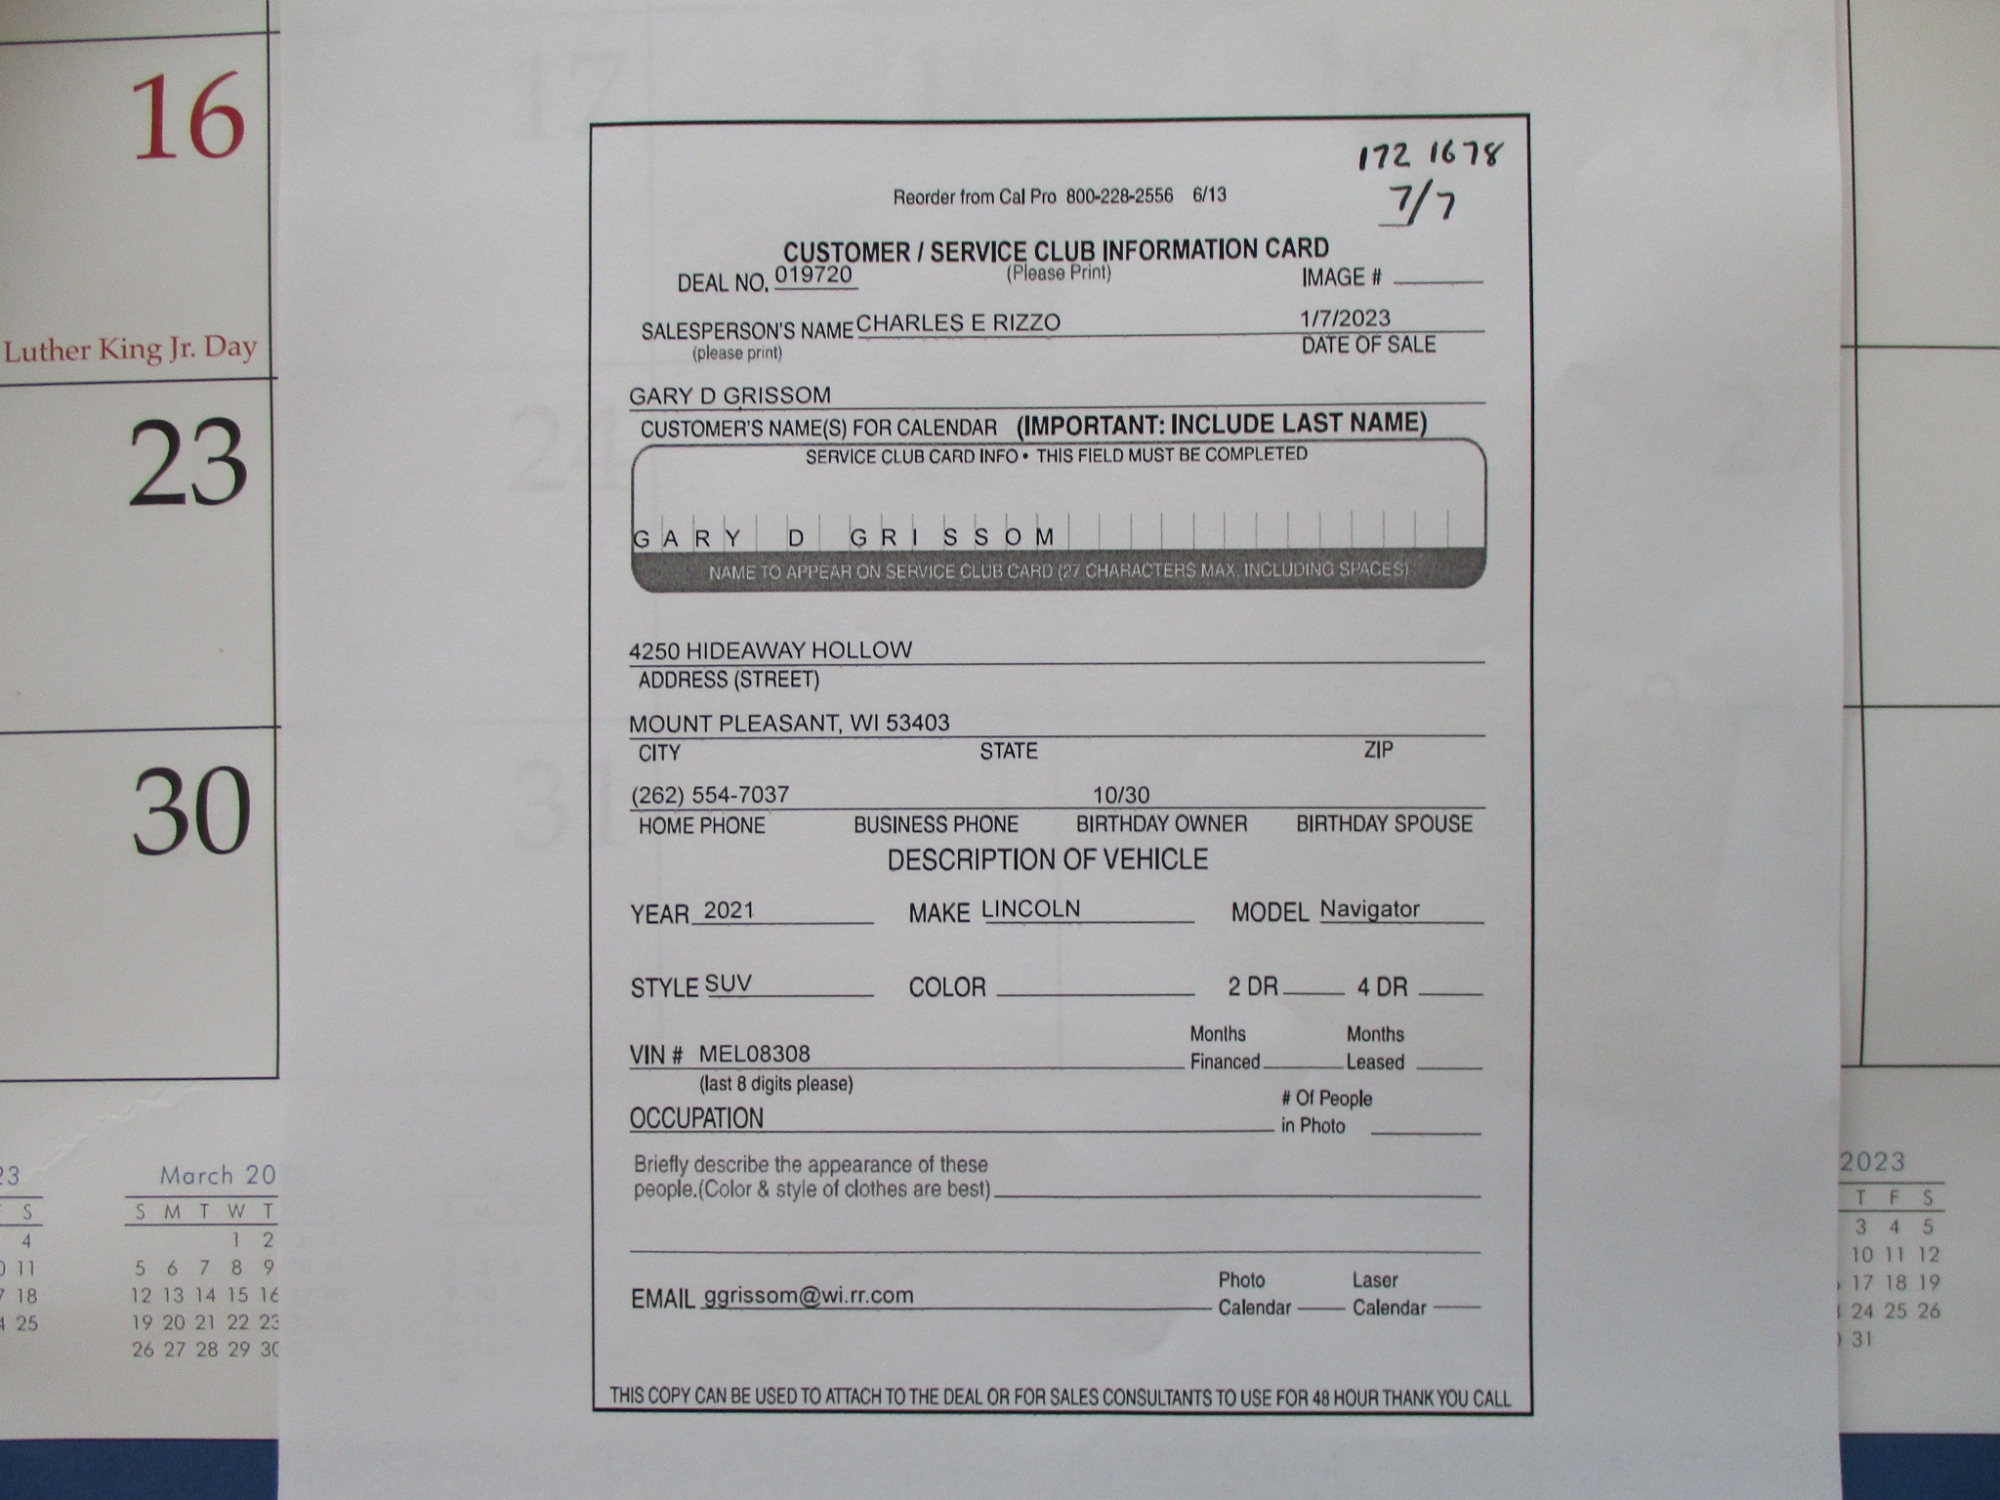 16
Luther King Jr. Day
23
30
172 1678
7/7
Reorder from Cal Pro 800-228-2556 6/13
CUSTOMER / SERVICE CLUB INFORMATION CARD
DEAL NO. 019720 (Please Print) IMAGE #
SALESPERSON'S NAME CHARLES E RIZZO 1/7/2023
(please print) DATE OF SALE
GARY D GRISSOM
CUSTOMER'S NAME(S) FOR CALENDAR (IMPORTANT: INCLUDE LAST NAME)
SERVICE CLUB CARD INFO • THIS FIELD MUST BE COMPLETED
G A R Y D G R I S S O M
NAME TO APPEAR ON SERVICE CLUB CARD (27 CHARACTERS MAX. INCLUDING SPACES)
4250 HIDEAWAY HOLLOW
ADDRESS (STREET)
MOUNT PLEASANT, WI 53403
CITY STATE ZIP
(262) 554-7037 10/30
HOME PHONE BUSINESS PHONE BIRTHDAY OWNER BIRTHDAY SPOUSE
DESCRIPTION OF VEHICLE
YEAR 2021 MAKE LINCOLN MODEL Navigator
STYLE SUV COLOR 2 DR 4 DR
Months Months
VIN # MEL08308 Financed Leased
(last 8 digits please)
# Of People
OCCUPATION in Photo
Briefly describe the appearance of these
people.(Color & style of clothes are best)
Photo Laser
EMAIL ggrissom@wi.rr.com Calendar Calendar
THIS COPY CAN BE USED TO ATTACH TO THE DEAL OR FOR SALES CONSULTANTS TO USE FOR 48 HOUR THANK YOU CALL
23
S
4
11
18
25
March 20
S M T W T
1 2
5 6 7 8 9
12 13 14 15 16
19 20 21 22 23
26 27 28 29 30
2023
T F S
3 4 5
10 11 12
17 18 19
24 25 26
31